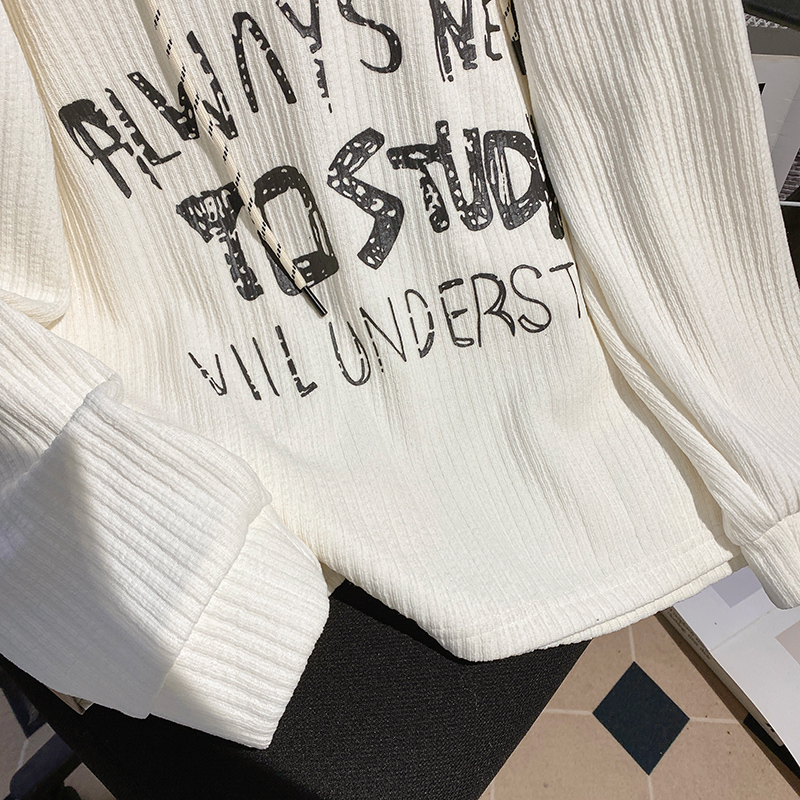 ALWAYS NE
TO STUD
VIIL UNDERST